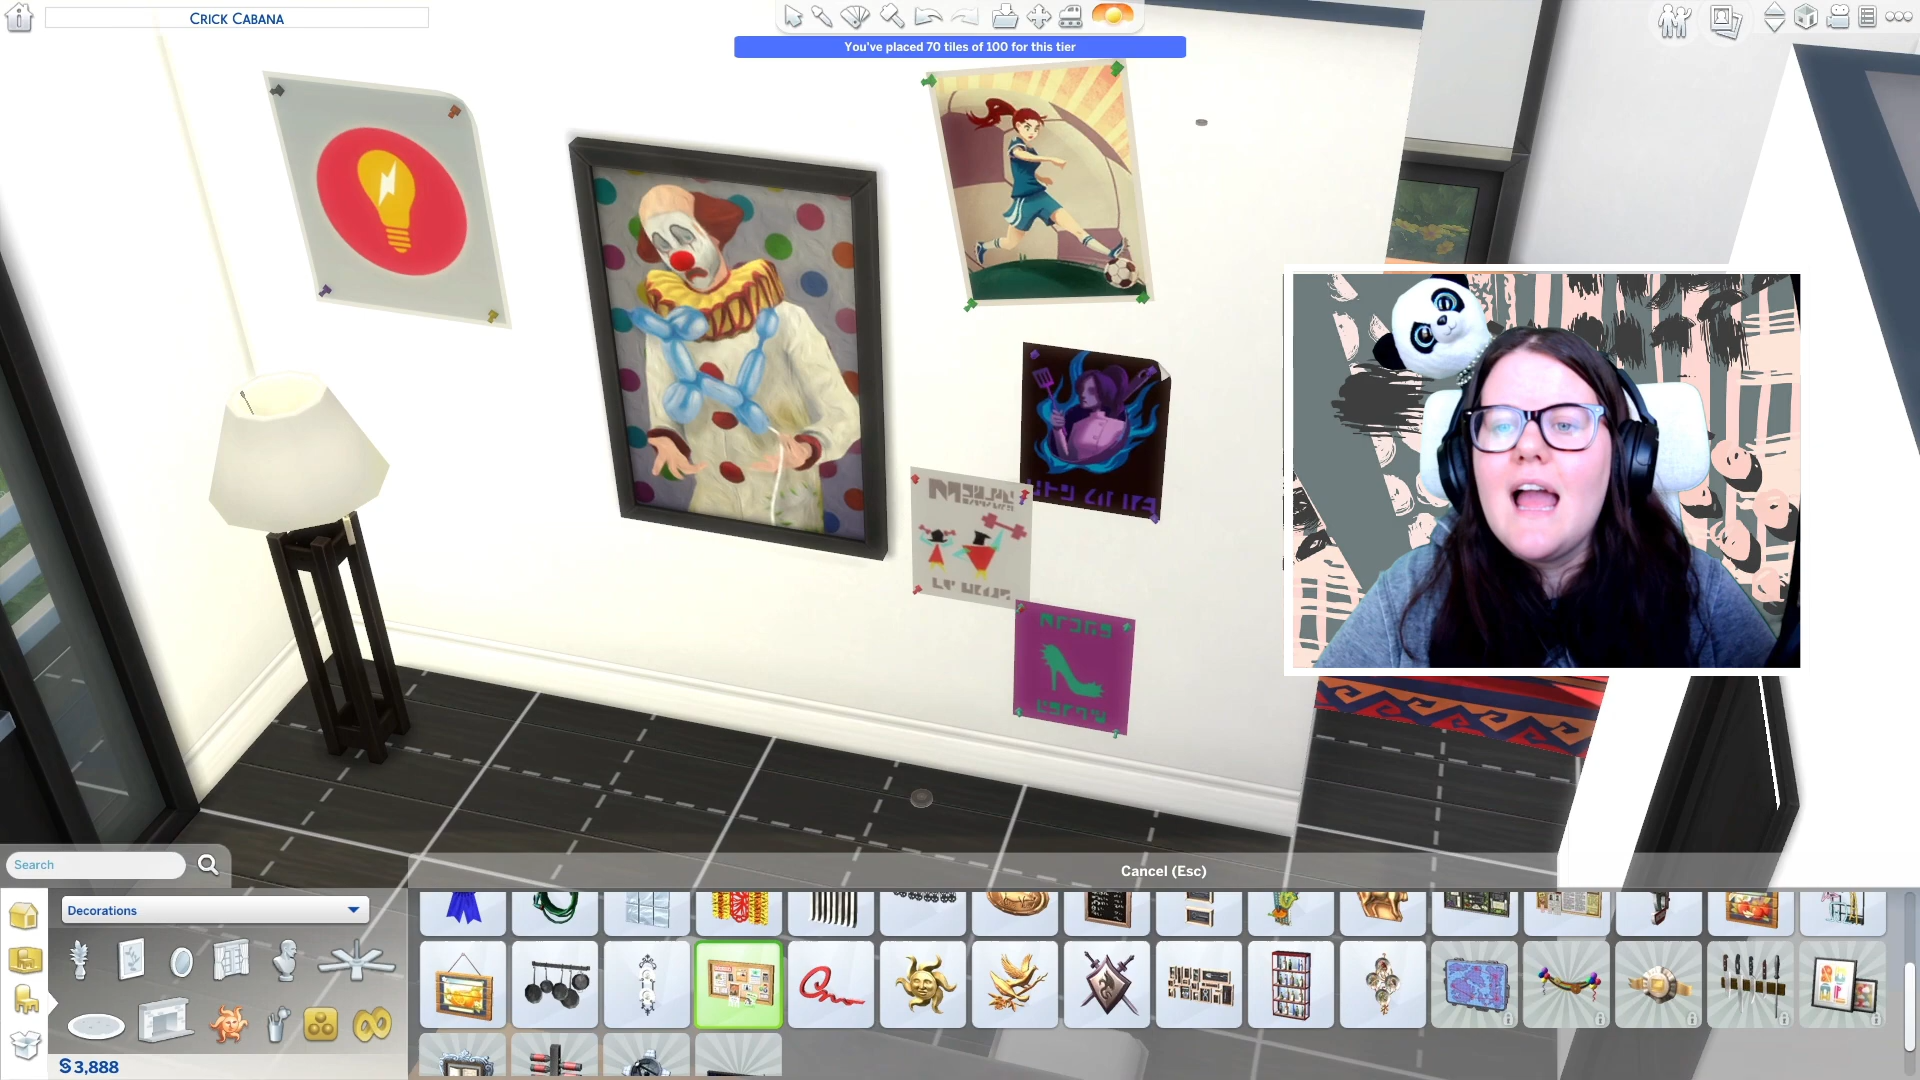 CRICK CABANA
You've placed 70 tiles of 100 for this tier
Cancel (Esc)
Search
Decorations
§3,888